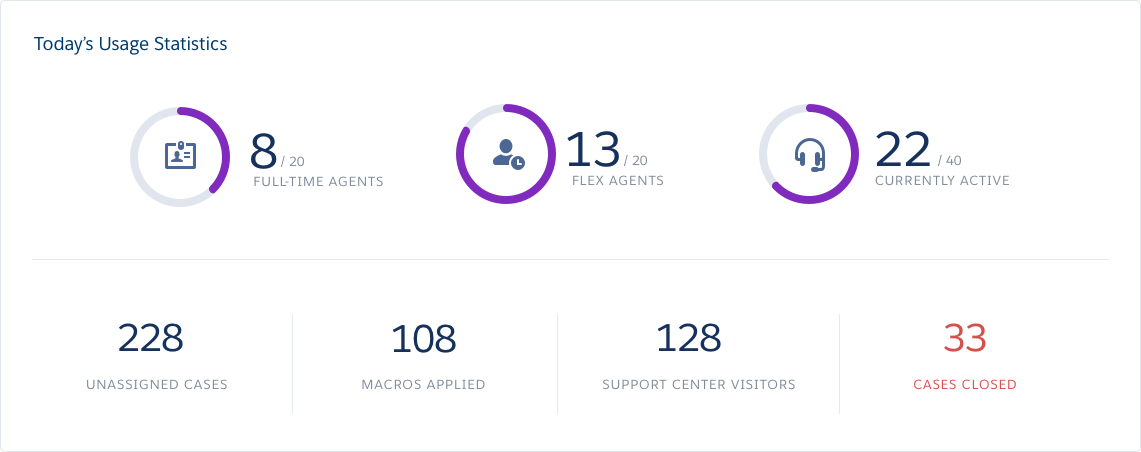 Today's Usage Statistics
8 / 20
FULL-TIME AGENTS
13 / 20
FLEX AGENTS
22 / 40
CURRENTLY ACTIVE
228
UNASSIGNED CASES
108
MACROS APPLIED
128
SUPPORT CENTER VISITORS
33
CASES CLOSED